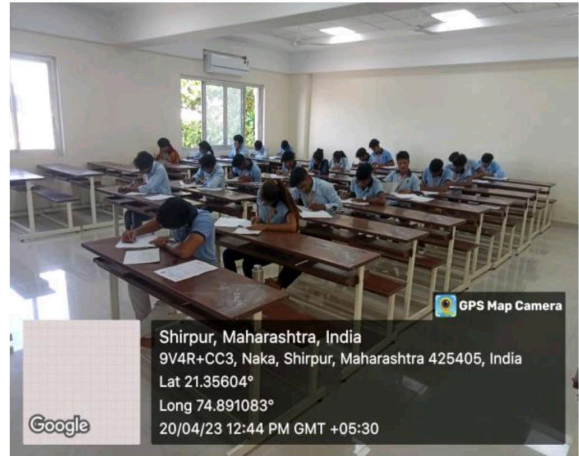 GPS Map Camera
Shirpur, Maharashtra, India
9V4R+CC3, Naka, Shirpur, Maharashtra 425405, India
Lat 21.35604°
Long 74.891083°
20/04/23 12:44 PM GMT +05:30
Google